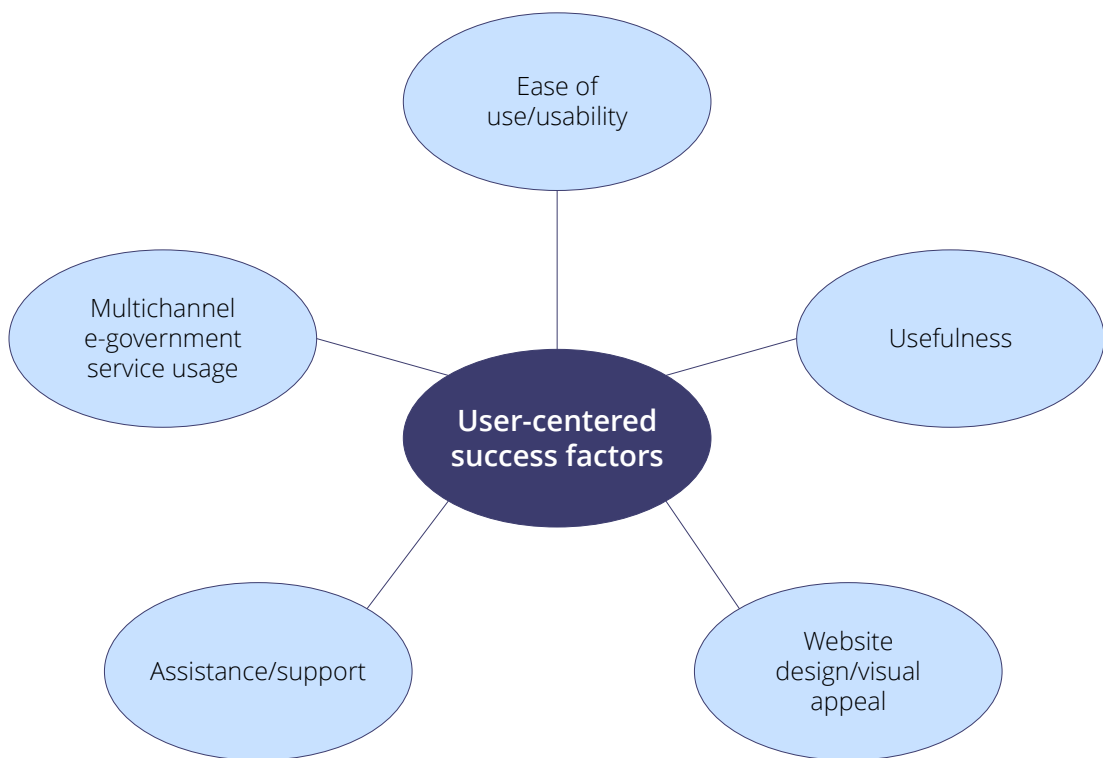 Ease of
use/usability
Multichannel
e-government
service usage
Usefulness
User-centered
success factors
Assistance/support
Website
design/visual
appeal